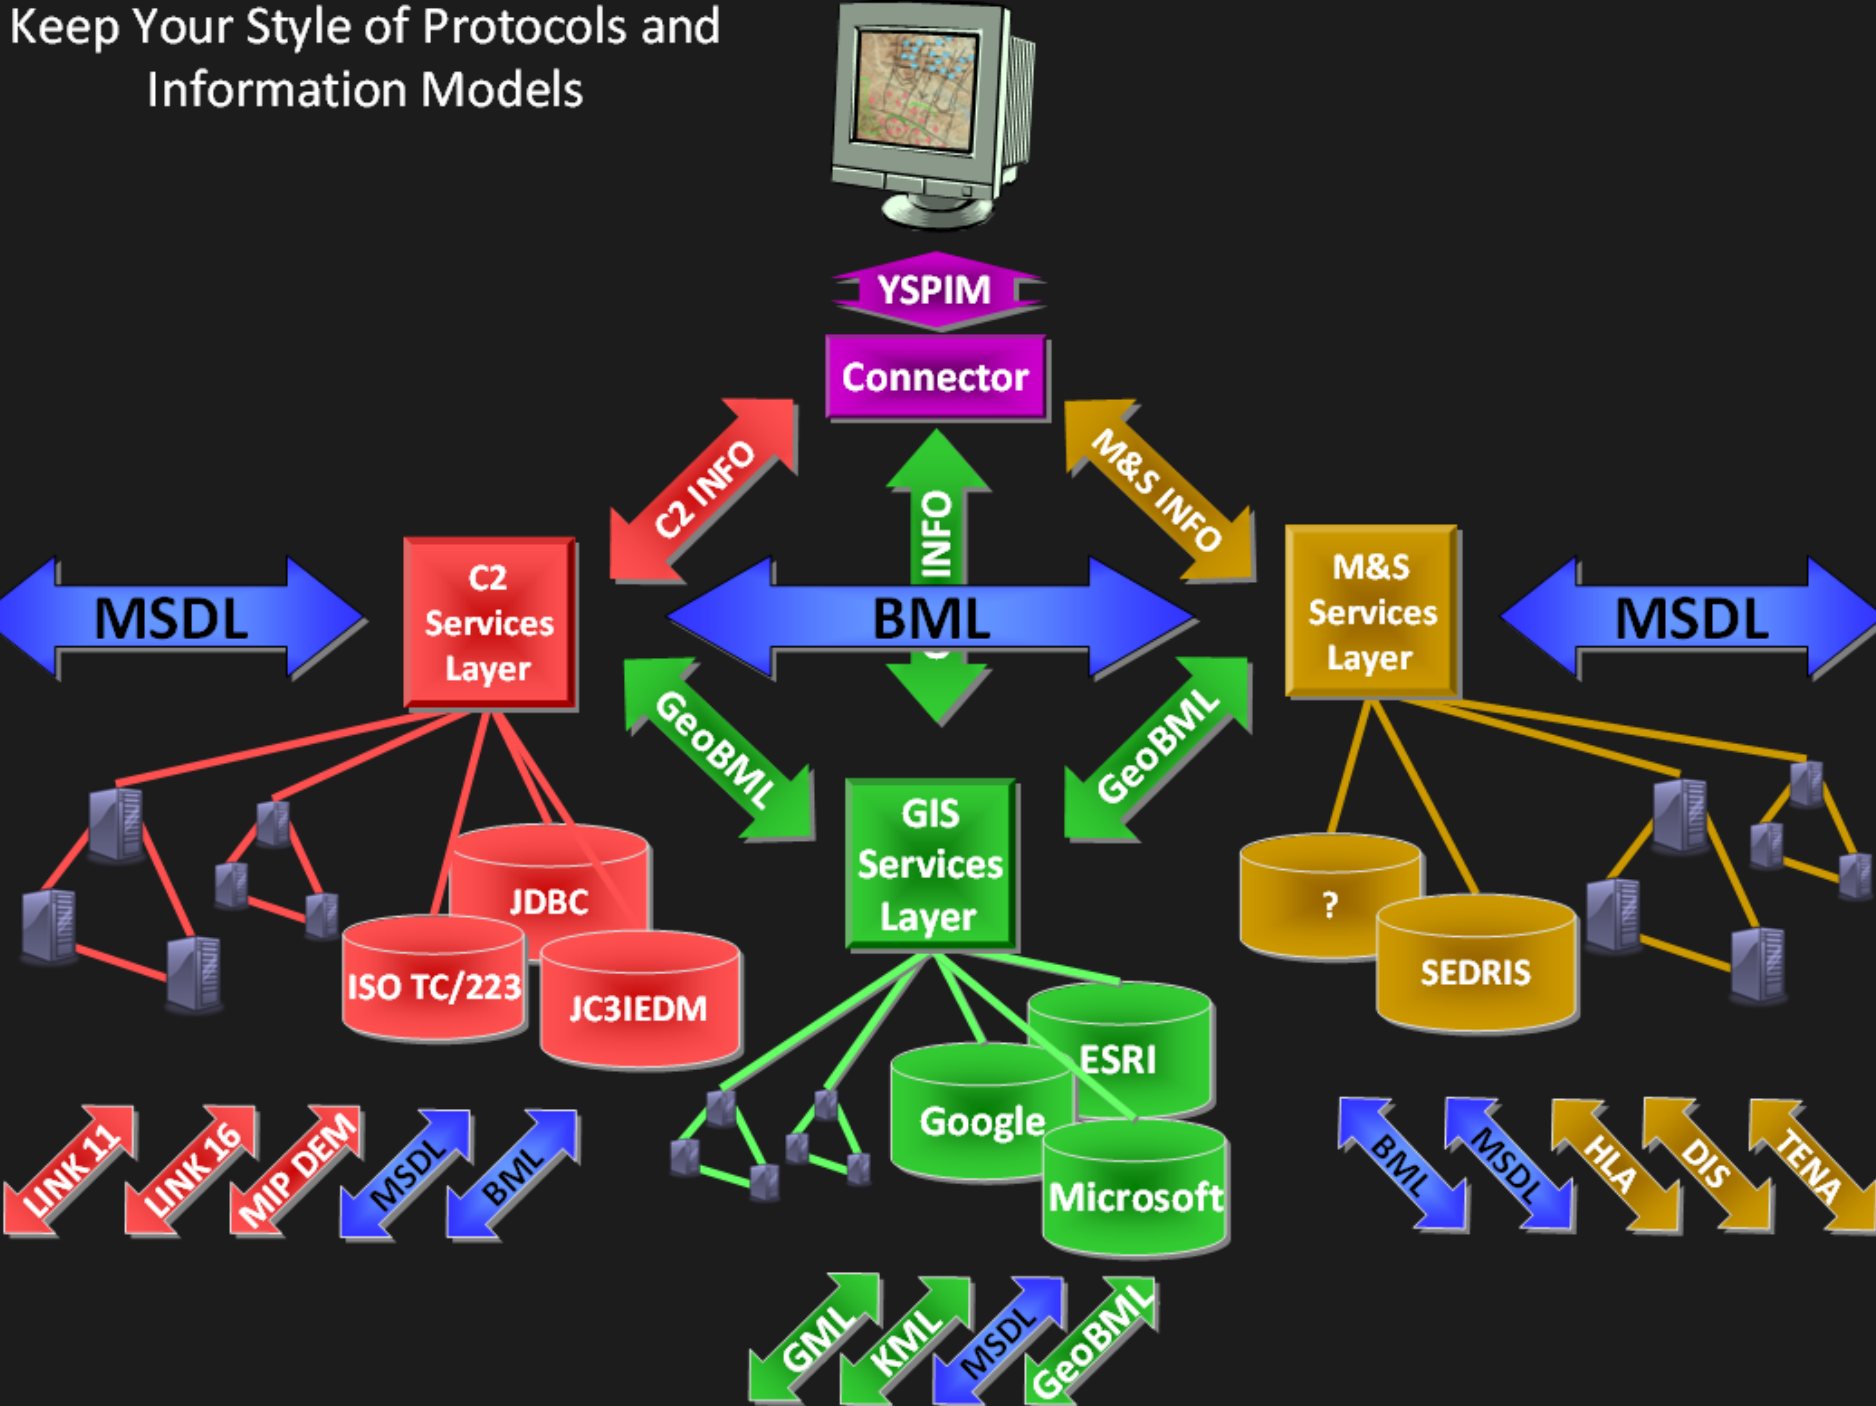 Keep Your Style of Protocols and
Information Models
YSPIM
Connector
C2 INFO
INFO
M&S INFO
MSDL
C2
Services
Layer
BML
M&S
Services
Layer
MSDL
GeoBML
GeoBML
GIS
Services
Layer
JDBC
ISO TC/223
JC3IEDM
?
SEDRIS
ESRI
Google
Microsoft
LINK 11
LINK 16
MIP DEM
MSDL
BML
BML
MSDL
HLA
DIS
TENA
GML
KML
MSDL
GeoBML